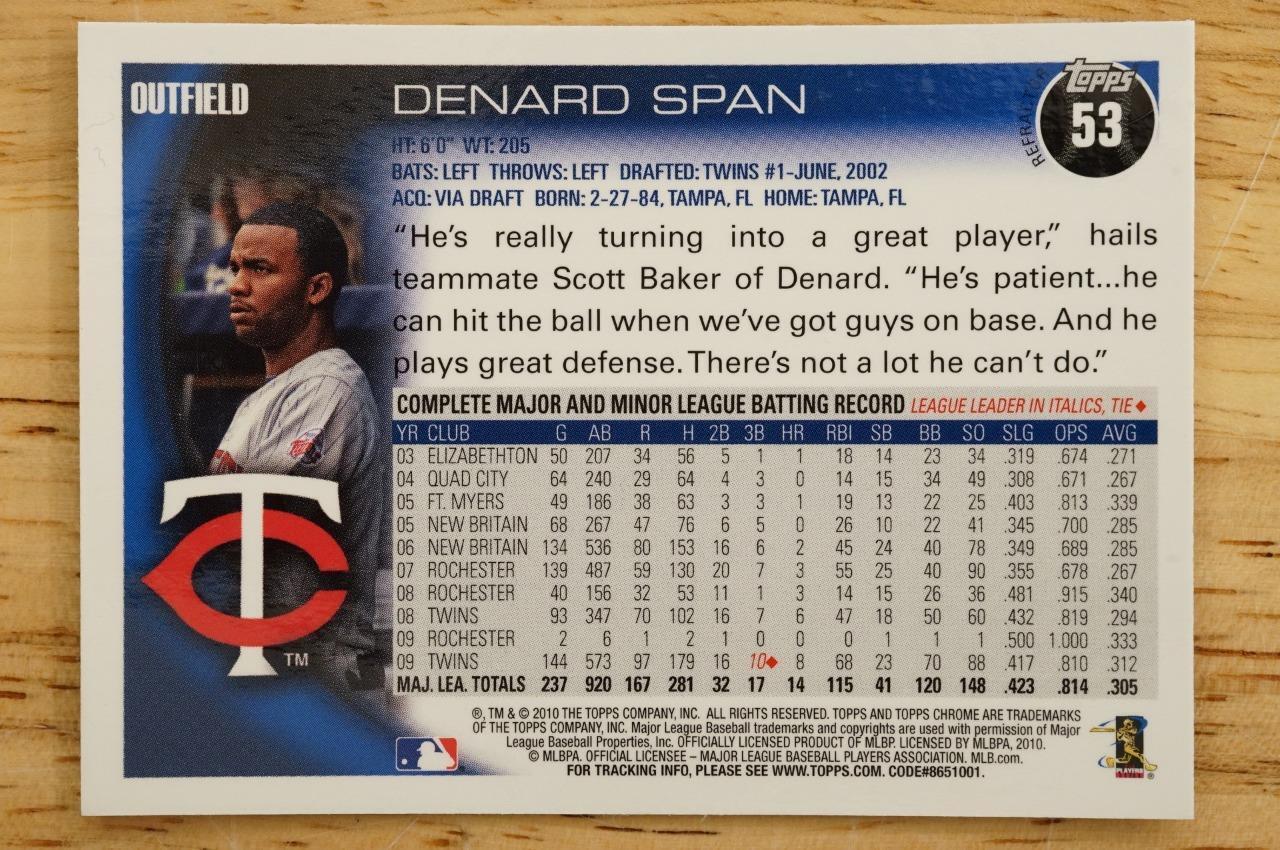 OUTFIELD
DENARD SPAN
Topps
53
HT: 6'0" WT: 205
BATS: LEFT THROWS: LEFT DRAFTED: TWINS #1-JUNE, 2002
ACQ: VIA DRAFT BORN: 2-27-84, TAMPA, FL HOME: TAMPA, FL
“He’s really turning into a great player,” hails
teammate Scott Baker of Denard. “He’s patient...he
can hit the ball when we’ve got guys on base. And he
plays great defense. There’s not a lot he can’t do.”
COMPLETE MAJOR AND MINOR LEAGUE BATTING RECORD LEAGUE LEADER IN ITALICS, TIE ♦
YR CLUB G AB R H 2B 3B HR RBI SB BB SO SLG OPS AVG
03 ELIZABETHTON 50 207 34 56 5 1 1 18 14 23 34 .319 .674 .271
04 QUAD CITY 64 240 29 64 4 3 0 14 15 34 49 .308 .671 .267
05 FT. MYERS 49 186 38 63 3 3 1 19 13 22 25 .403 .813 .339
05 NEW BRITAIN 68 267 47 76 6 5 0 26 10 22 41 .345 .700 .285
06 NEW BRITAIN 134 536 80 153 16 6 2 45 24 40 78 .349 .689 .285
07 ROCHESTER 139 487 59 130 20 7 3 55 25 40 90 .355 .678 .267
08 ROCHESTER 40 156 32 53 11 1 3 14 15 26 36 .481 .915 .340
08 TWINS 93 347 70 102 16 7 6 47 18 50 60 .432 .819 .294
09 ROCHESTER 2 6 1 2 1 0 0 0 1 1 1 .500 1.000 .333
09 TWINS 144 573 97 179 16 10♦ 8 68 23 70 88 .417 .810 .312
MAJ. LEA. TOTALS 237 920 167 281 32 17 14 115 41 120 148 .423 .814 .305
TC
TM
®, TM & © 2010 THE TOPPS COMPANY, INC. ALL RIGHTS RESERVED. TOPPS AND TOPPS CHROME ARE TRADEMARKS
OF THE TOPPS COMPANY, INC. Major League Baseball trademarks and copyrights are used with permission of Major
League Baseball Properties, Inc. OFFICIALLY LICENSED PRODUCT OF MLBP. LICENSED BY MLBPA, 2010.
© MLBPA. OFFICIAL LICENSEE – MAJOR LEAGUE BASEBALL PLAYERS ASSOCIATION. MLB.com.
FOR TRACKING INFO, PLEASE SEE WWW.TOPPS.COM. CODE#8651001.
PLAYERS
®